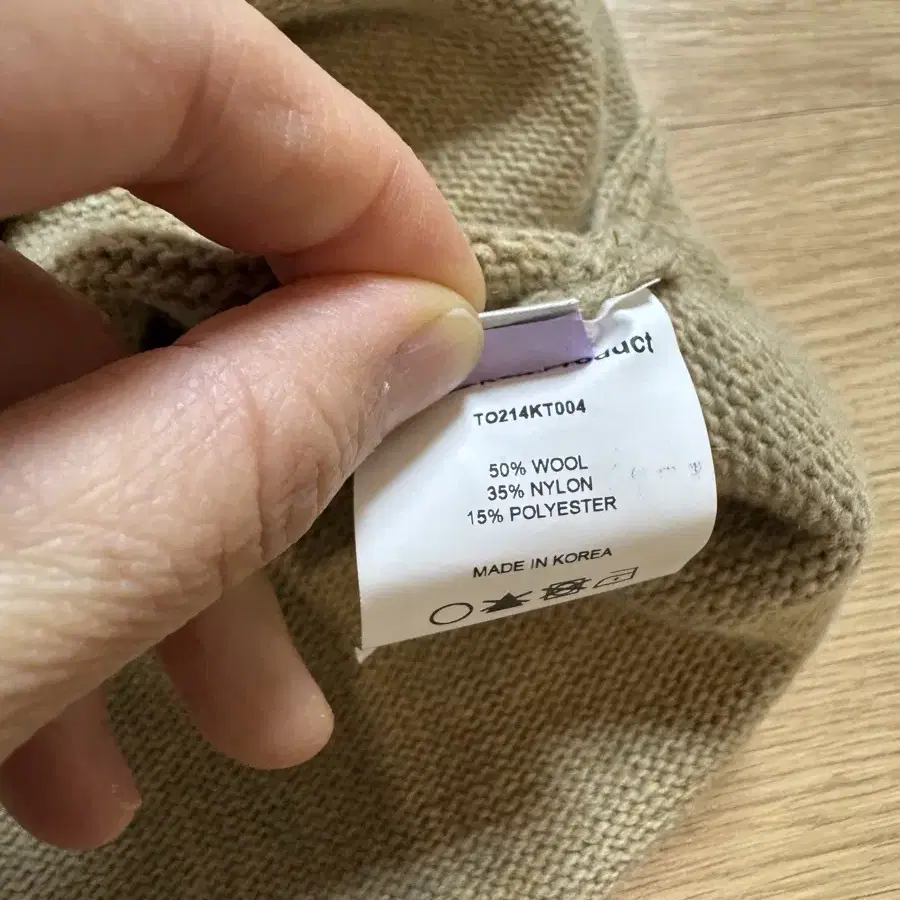 TO214KT004
50% WOOL
35% NYLON
15% POLYESTER
MADE IN KOREA